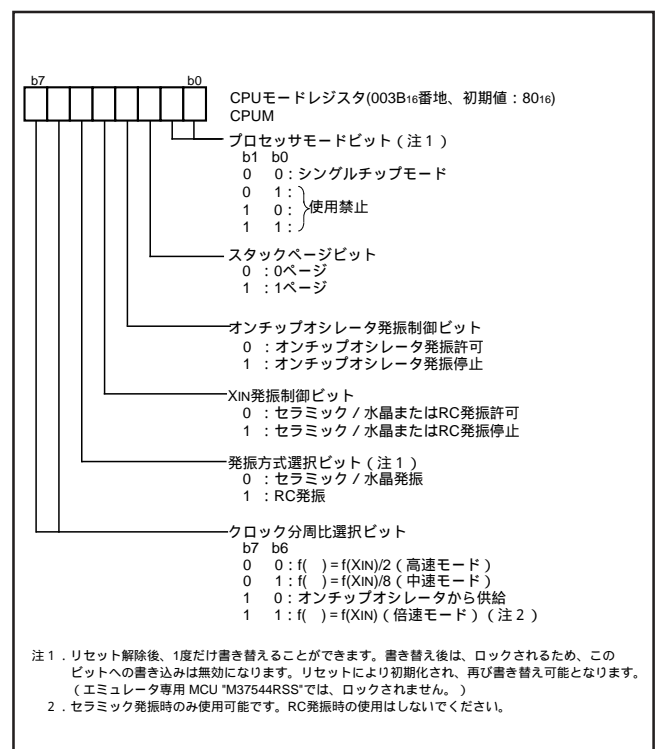 b7 b0
CPUモードレジスタ(003B16番地、初期値：8016)
CPUM
プロセッサモードビット（注1）
b1 b0
0 0：シングルチップモード
0 1：
1 0：使用禁止
1 1：
スタックページビット
0 ：0ページ
1 ：1ページ
オンチップオシレータ発振制御ビット
0 ：オンチップオシレータ発振許可
1 ：オンチップオシレータ発振停止
XIN発振制御ビット
0 ：セラミック／水晶またはRC発振許可
1 ：セラミック／水晶またはRC発振停止
発振方式選択ビット（注1）
0 ：セラミック／水晶発振
1 ：RC発振
クロック分周比選択ビット
b7 b6
0 0：f( )＝f(XIN)/2（高速モード）
0 1：f( )＝f(XIN)/8（中速モード）
1 0：オンチップオシレータから供給
1 1：f( )＝f(XIN)（倍速モード）（注2）
注1．リセット解除後、1度だけ書き替えることができます。書き替え後は、ロックされるため、この
ビットへの書き込みは無効になります。リセットにより初期化され、再び書き替え可能となります。
（エミュレータ専用 MCU "M37544RSS"では、ロックされません。）
2．セラミック発振時のみ使用可能です。RC発振時の使用はしないでください。